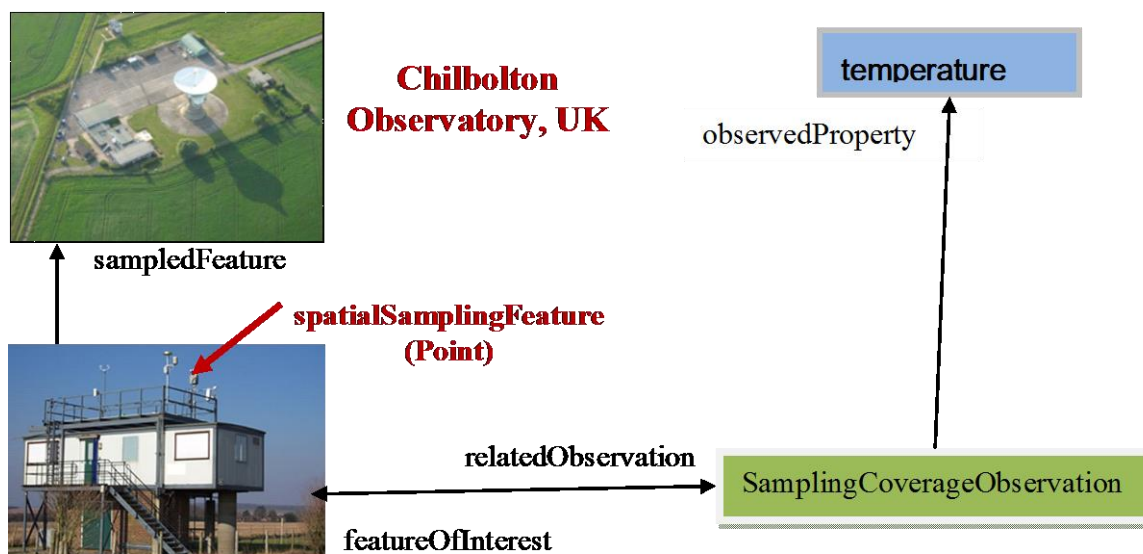 Chilbolton
Observatory, UK
temperature
observedProperty
sampledFeature
spatialSamplingFeature
(Point)
relatedObservation
SamplingCoverageObservation
featureOfInterest